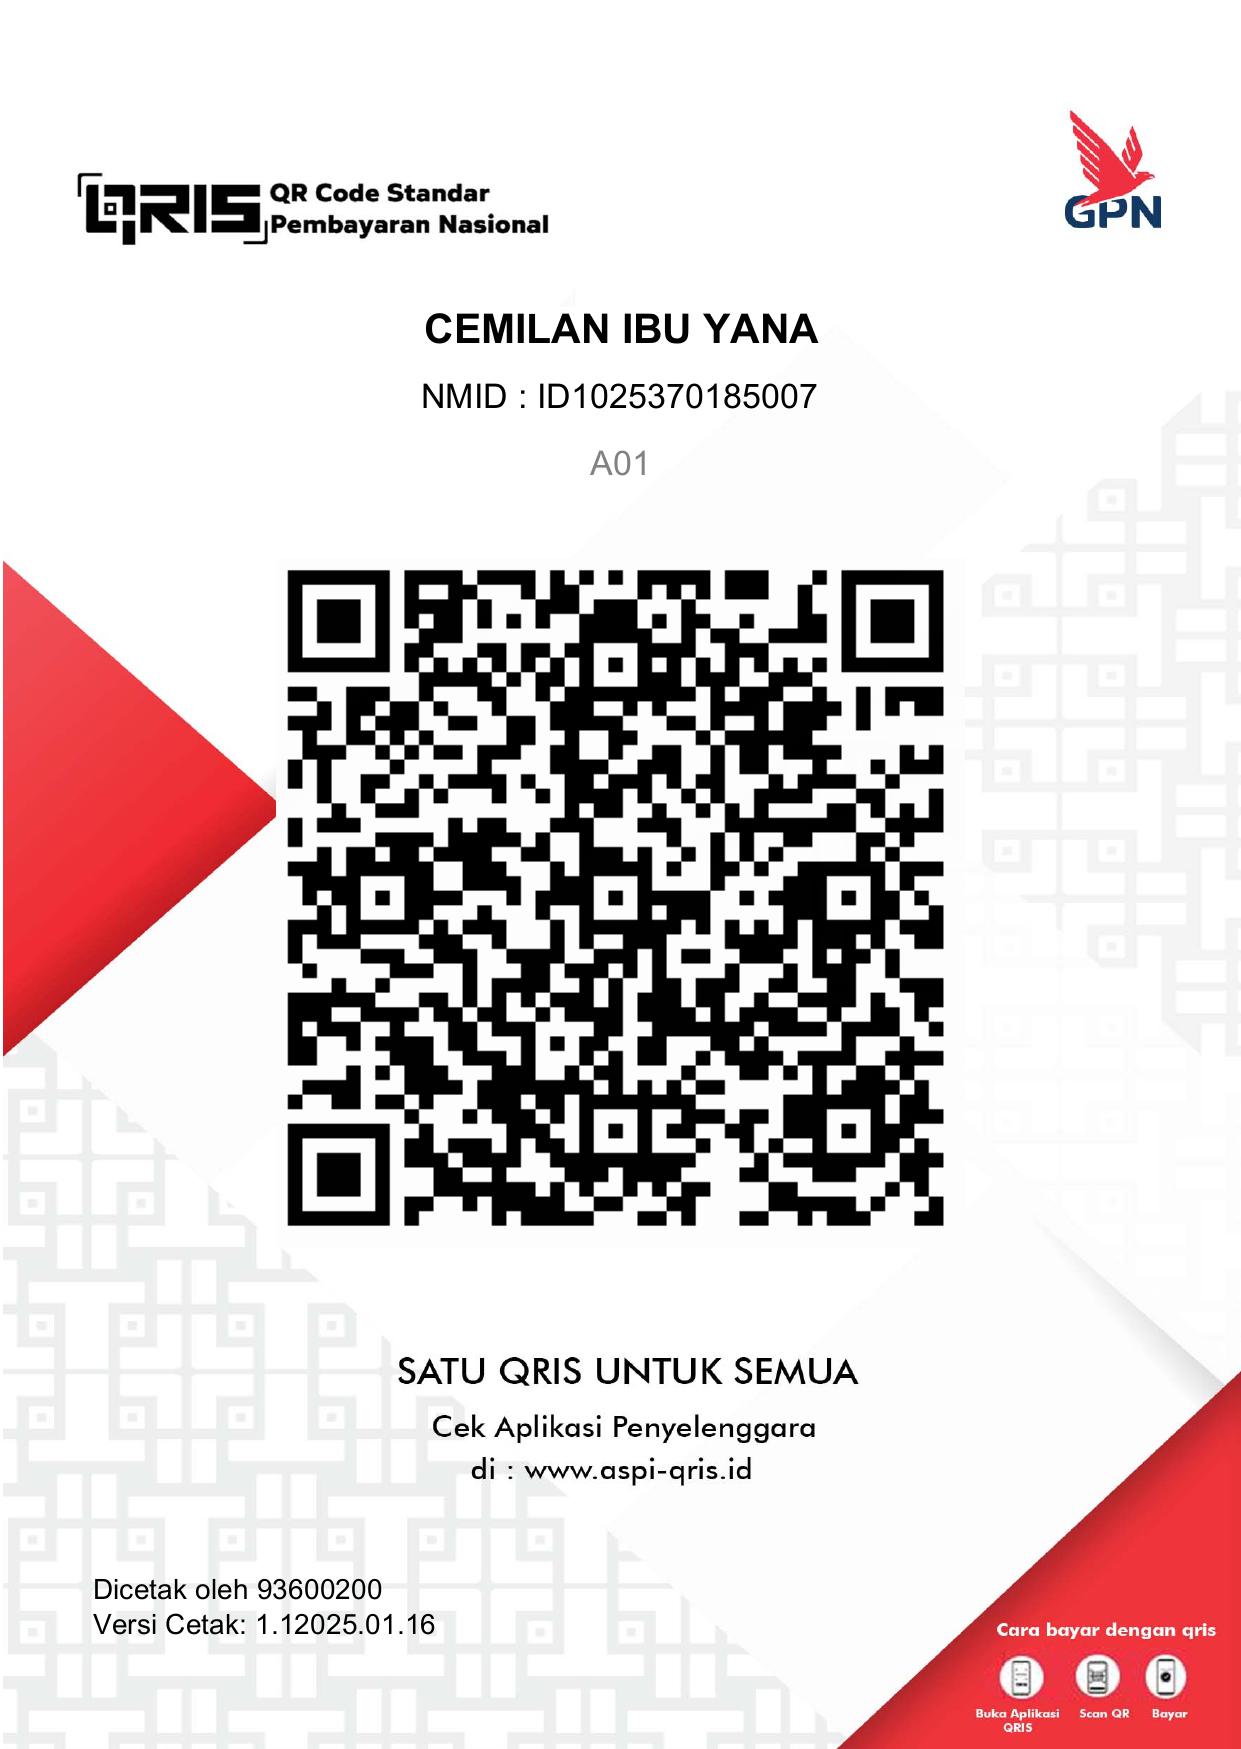 QRIS QR Code Standar
Pembayaran Nasional
GPN
CEMILAN IBU YANA
NMID : ID1025370185007
A01
SATU QRIS UNTUK SEMUA
Cek Aplikasi Penyelenggara
di : www.aspi-qris.id
Dicetak oleh 93600200
Versi Cetak: 1.12025.01.16
Cara bayar dengan qris
Buka Aplikasi QRIS
Scan QR
Bayar